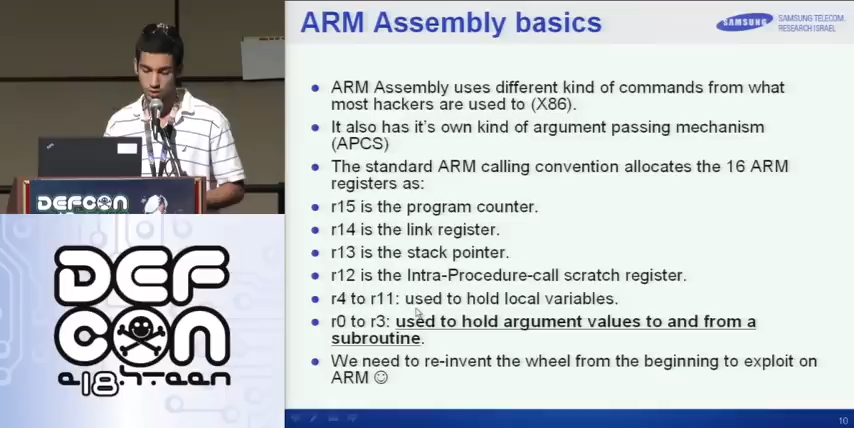 ARM Assembly basics
SAMSUNG
SAMSUNG TELECOM.
RESEARCH ISRAEL
ARM Assembly uses different kind of commands from what
most hackers are used to (X86).
It also has it's own kind of argument passing mechanism
(APCS)
The standard ARM calling convention allocates the 16 ARM
registers as:
r15 is the program counter.
r14 is the link register.
r13 is the stack pointer.
r12 is the Intra-Procedure-call scratch register.
r4 to r11: used to hold local variables.
r0 to r3: used to hold argument values to and from a
subroutine.
We need to re-invent the wheel from the beginning to exploit on
ARM ☺
10
DEFCON
DEF
CON
e18hteen